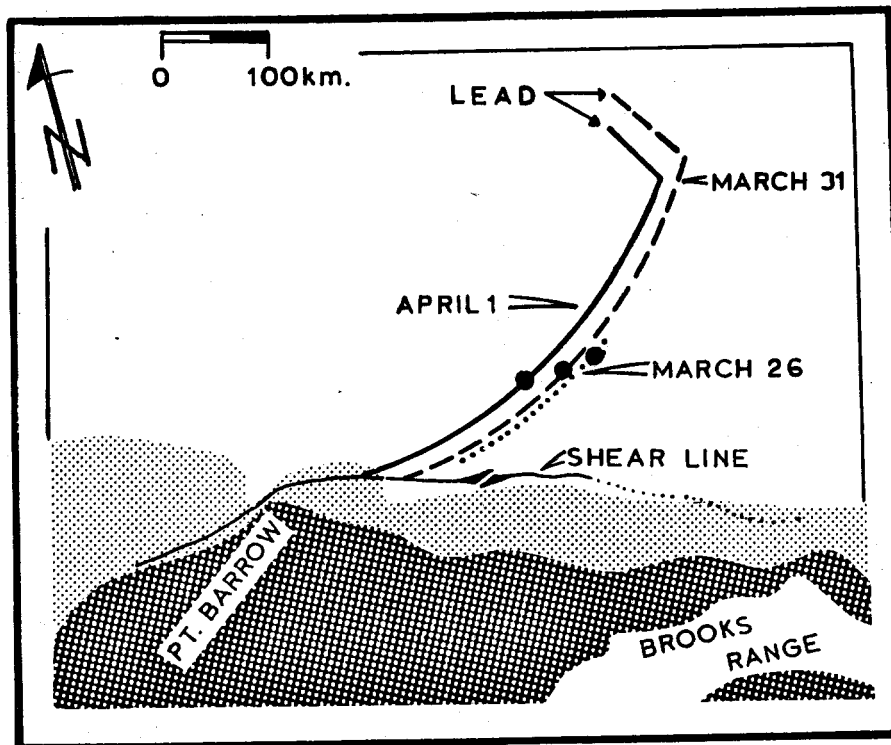 0 100km.
N
LEAD
MARCH 31
APRIL 1
MARCH 26
SHEAR LINE
PT. BARROW
BROOKS
RANGE